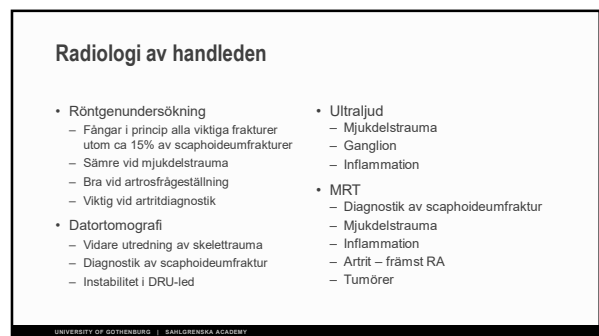 Radiologi av handleden
• Röntgenundersökning
– Fångar i princip alla viktiga frakturer
utom ca 15% av scaphoideumfrakturer
– Sämre vid mjukdelstrauma
– Bra vid artrosfrågeställning
– Viktig vid artritdiagnostik
• Datortomografi
– Vidare utredning av skelettrauma
– Diagnostik av scaphoideumfraktur
– Instabilitet i DRU-led
• Ultraljud
– Mjukdelstrauma
– Ganglion
– Inflammation
• MRT
– Diagnostik av scaphoideumfraktur
– Mjukdelstrauma
– Inflammation
– Artrit – främst RA
– Tumörer
UNIVERSITY OF GOTHENBURG | SAHLGRENSKA ACADEMY